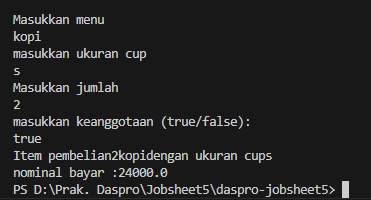 Masukkan menu
kopi
masukkan ukuran cup
s
Masukkan jumlah
2
masukkan keanggotaan (true/false):
true
Item pembelian2kopidengan ukuran cups
nominal bayar :24000.0
PS D:\Prak. Daspro\Jobsheet5\daspro-jobsheet5>